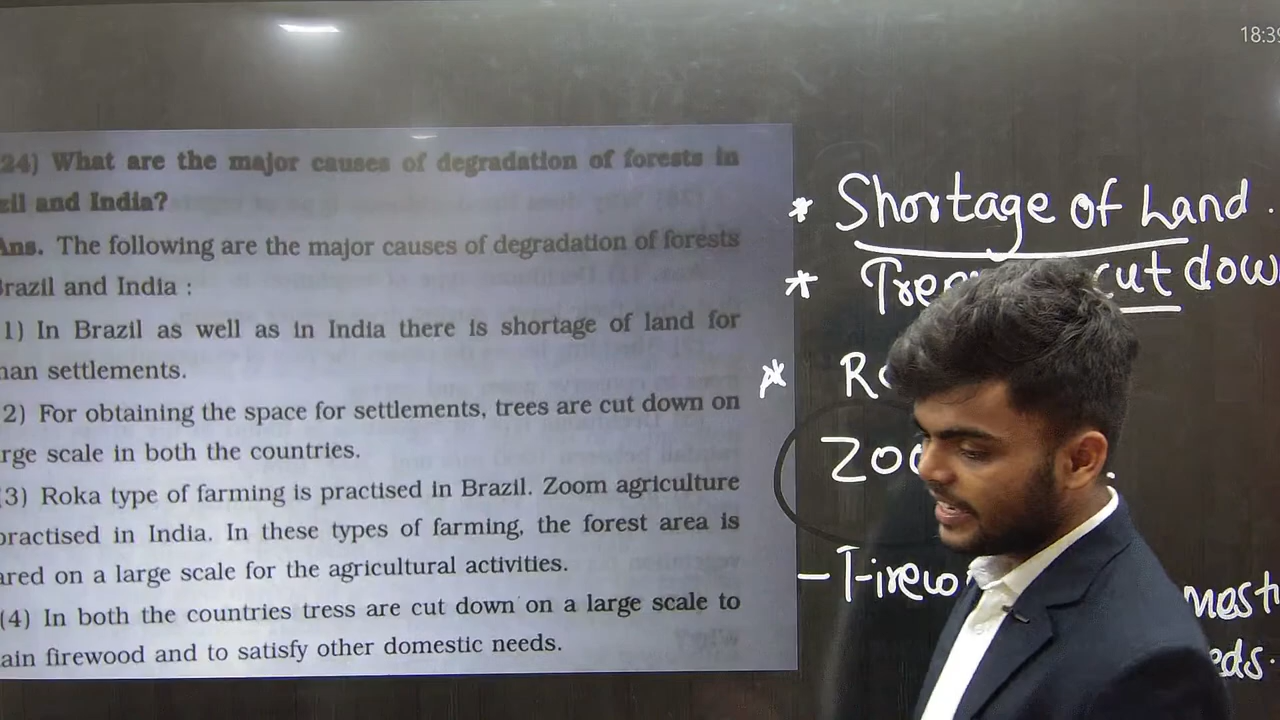 18:39
24) What are the major causes of degradation of forests in
zil and India?
Ans. The following are the major causes of degradation of forests
Brazil and India :
1) In Brazil as well as in India there is shortage of land for
man settlements.
2) For obtaining the space for settlements, trees are cut down on
rge scale in both the countries.
(3) Roka type of farming is practised in Brazil. Zoom agriculture
practised in India. In these types of farming, the forest area is
ared on a large scale for the agricultural activities.
(4) In both the countries tress are cut down on a large scale to
ain firewood and to satisfy other domestic needs.
* Shortage of Land.
* Tree cut down
*
- Firewo